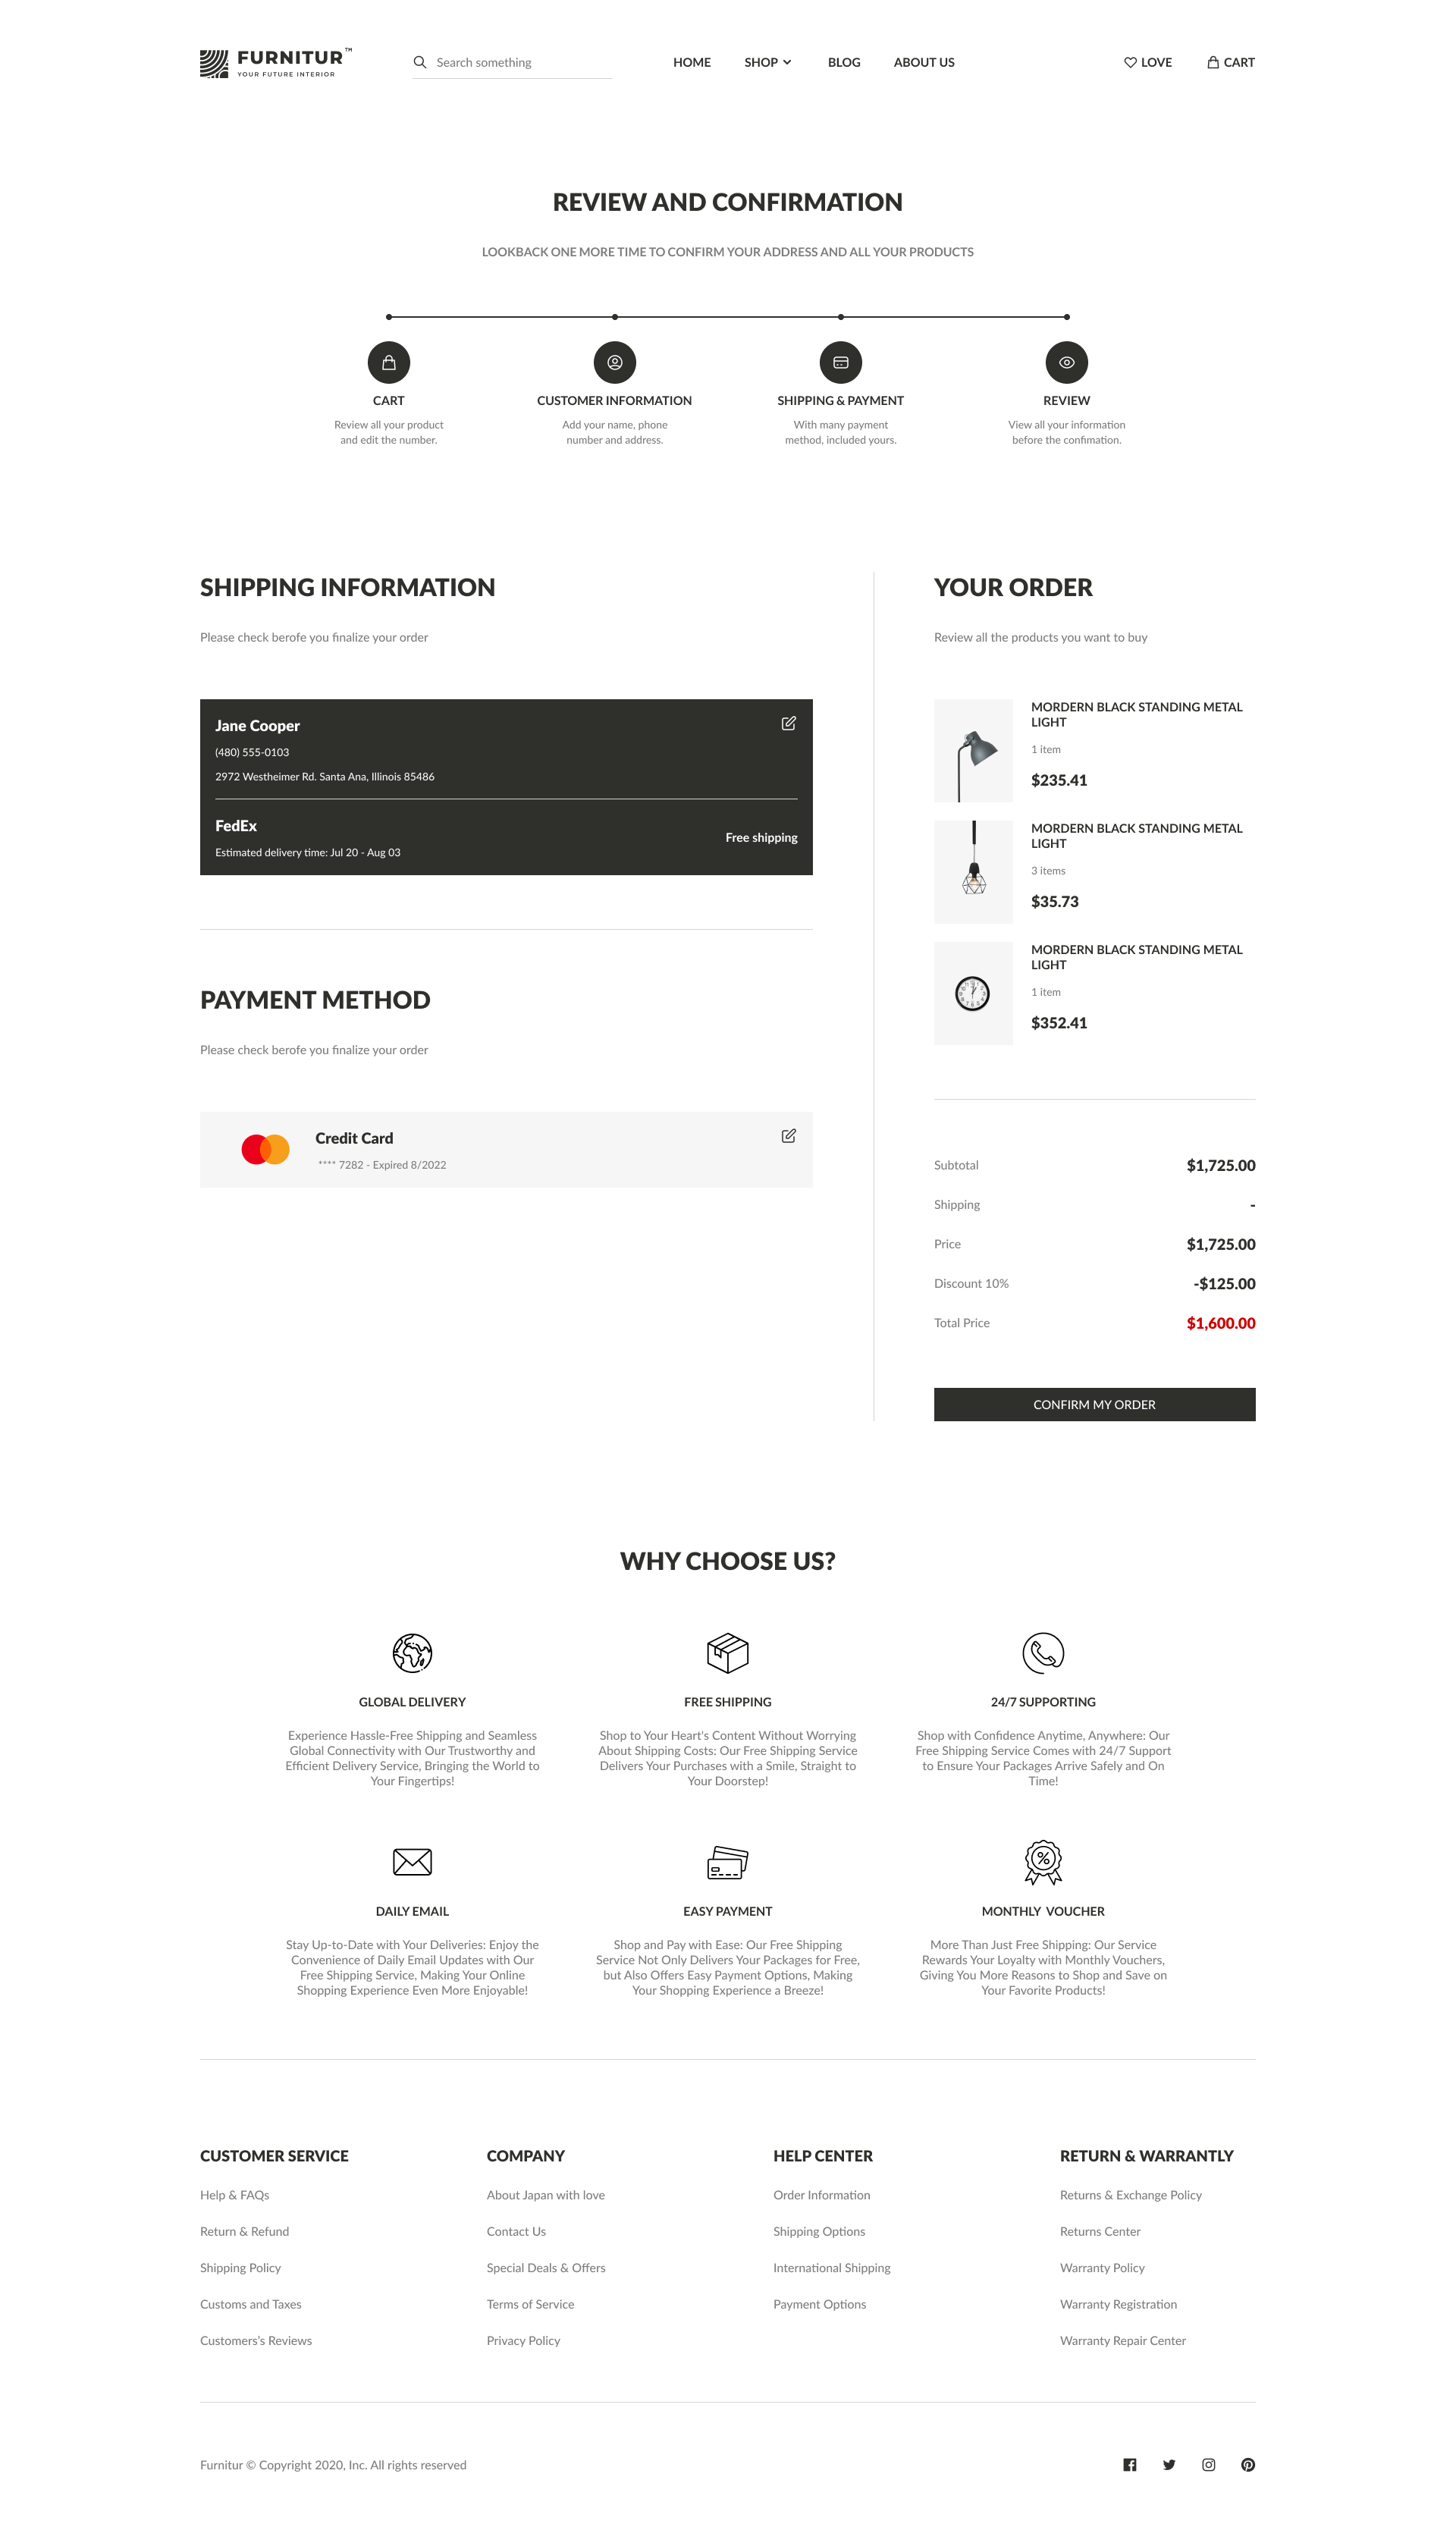 FURNITUR™
YOUR FUTURE INTERIOR
Search something
HOME
SHOP
BLOG
ABOUT US
LOVE
CART
REVIEW AND CONFIRMATION
LOOKBACK ONE MORE TIME TO CONFIRM YOUR ADDRESS AND ALL YOUR PRODUCTS
CART
Review all your product
and edit the number.
CUSTOMER INFORMATION
Add your name, phone
number and address.
SHIPPING & PAYMENT
With many payment
method, included yours.
REVIEW
View all your information
before the confimation.
SHIPPING INFORMATION
Please check berofe you finalize your order
Jane Cooper
(480) 555-0103
2972 Westheimer Rd. Santa Ana, Illinois 85486
FedEx
Estimated delivery time: Jul 20 - Aug 03
Free shipping
PAYMENT METHOD
Please check berofe you finalize your order
Credit Card
**** 7282 - Expired 8/2022
YOUR ORDER
Review all the products you want to buy
MORDERN BLACK STANDING METAL
LIGHT
1 item
$235.41
MORDERN BLACK STANDING METAL
LIGHT
3 items
$35.73
MORDERN BLACK STANDING METAL
LIGHT
1 item
$352.41
Subtotal
$1,725.00
Shipping
-
Price
$1,725.00
Discount 10%
-$125.00
Total Price
$1,600.00
CONFIRM MY ORDER
WHY CHOOSE US?
GLOBAL DELIVERY
Experience Hassle-Free Shipping and Seamless
Global Connectivity with Our Trustworthy and
Efficient Delivery Service, Bringing the World to
Your Fingertips!
FREE SHIPPING
Shop to Your Heart's Content Without Worrying
About Shipping Costs: Our Free Shipping Service
Delivers Your Purchases with a Smile, Straight to
Your Doorstep!
24/7 SUPPORTING
Shop with Confidence Anytime, Anywhere: Our
Free Shipping Service Comes with 24/7 Support
to Ensure Your Packages Arrive Safely and On
Time!
DAILY EMAIL
Stay Up-to-Date with Your Deliveries: Enjoy the
Convenience of Daily Email Updates with Our
Free Shipping Service, Making Your Online
Shopping Experience Even More Enjoyable!
EASY PAYMENT
Shop and Pay with Ease: Our Free Shipping
Service Not Only Delivers Your Packages for Free,
but Also Offers Easy Payment Options, Making
Your Shopping Experience a Breeze!
MONTHLY VOUCHER
More Than Just Free Shipping: Our Service
Rewards Your Loyalty with Monthly Vouchers,
Giving You More Reasons to Shop and Save on
Your Favorite Products!
CUSTOMER SERVICE
Help & FAQs
Return & Refund
Shipping Policy
Customs and Taxes
Customers’s Reviews
COMPANY
About Japan with love
Contact Us
Special Deals & Offers
Terms of Service
Privacy Policy
HELP CENTER
Order Information
Shipping Options
International Shipping
Payment Options
RETURN & WARRANTLY
Returns & Exchange Policy
Returns Center
Warranty Policy
Warranty Registration
Warranty Repair Center
Furnitur © Copyright 2020, Inc. All rights reserved